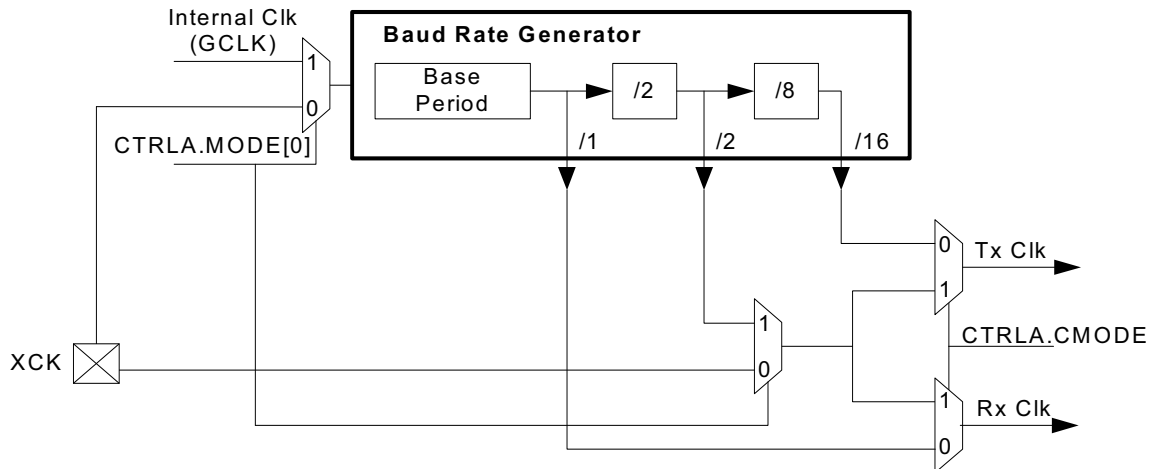 Internal Clk
(GCLK)
1
0
CTRLA.MODE[0]
Baud Rate Generator
Base
Period
/2
/8
/1
/2
/16
0
1
Tx Clk
1
0
CTRLA.CMODE
XCK
1
0
Rx Clk